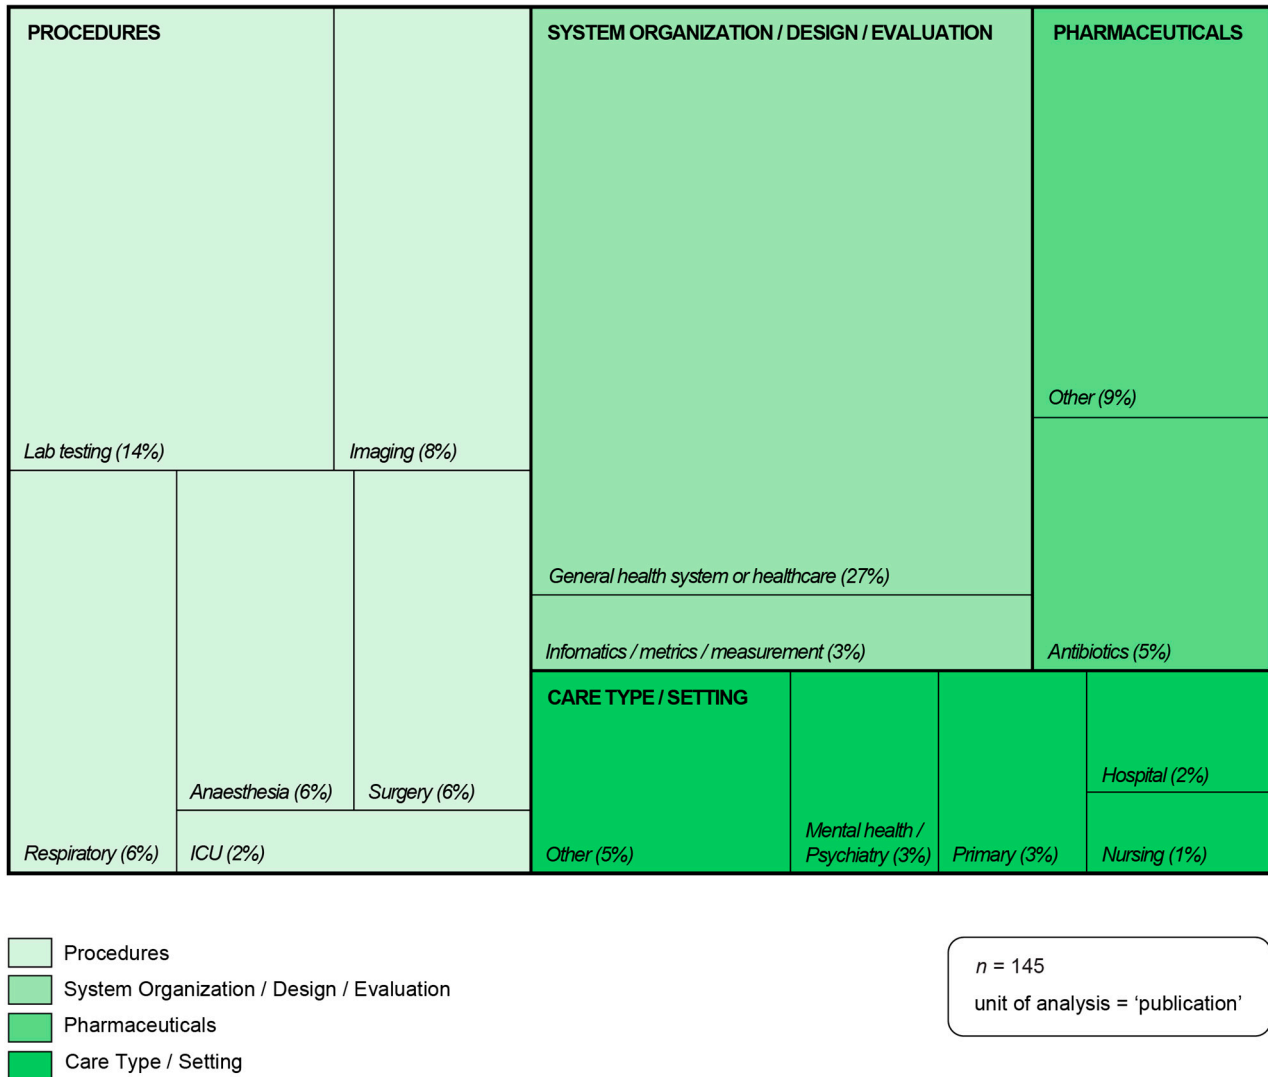 PROCEDURES
Lab testing (14%)
Imaging (8%)
Respiratory (6%)
Anaesthesia (6%)
Surgery (6%)
ICU (2%)
SYSTEM ORGANIZATION / DESIGN / EVALUATION
General health system or healthcare (27%)
Infomatics / metrics / measurement (3%)
PHARMACEUTICALS
Other (9%)
Antibiotics (5%)
CARE TYPE / SETTING
Other (5%)
Mental health /
Psychiatry (3%)
Primary (3%)
Hospital (2%)
Nursing (1%)
Procedures
System Organization / Design / Evaluation
Pharmaceuticals
Care Type / Setting
n = 145
unit of analysis = ‘publication’